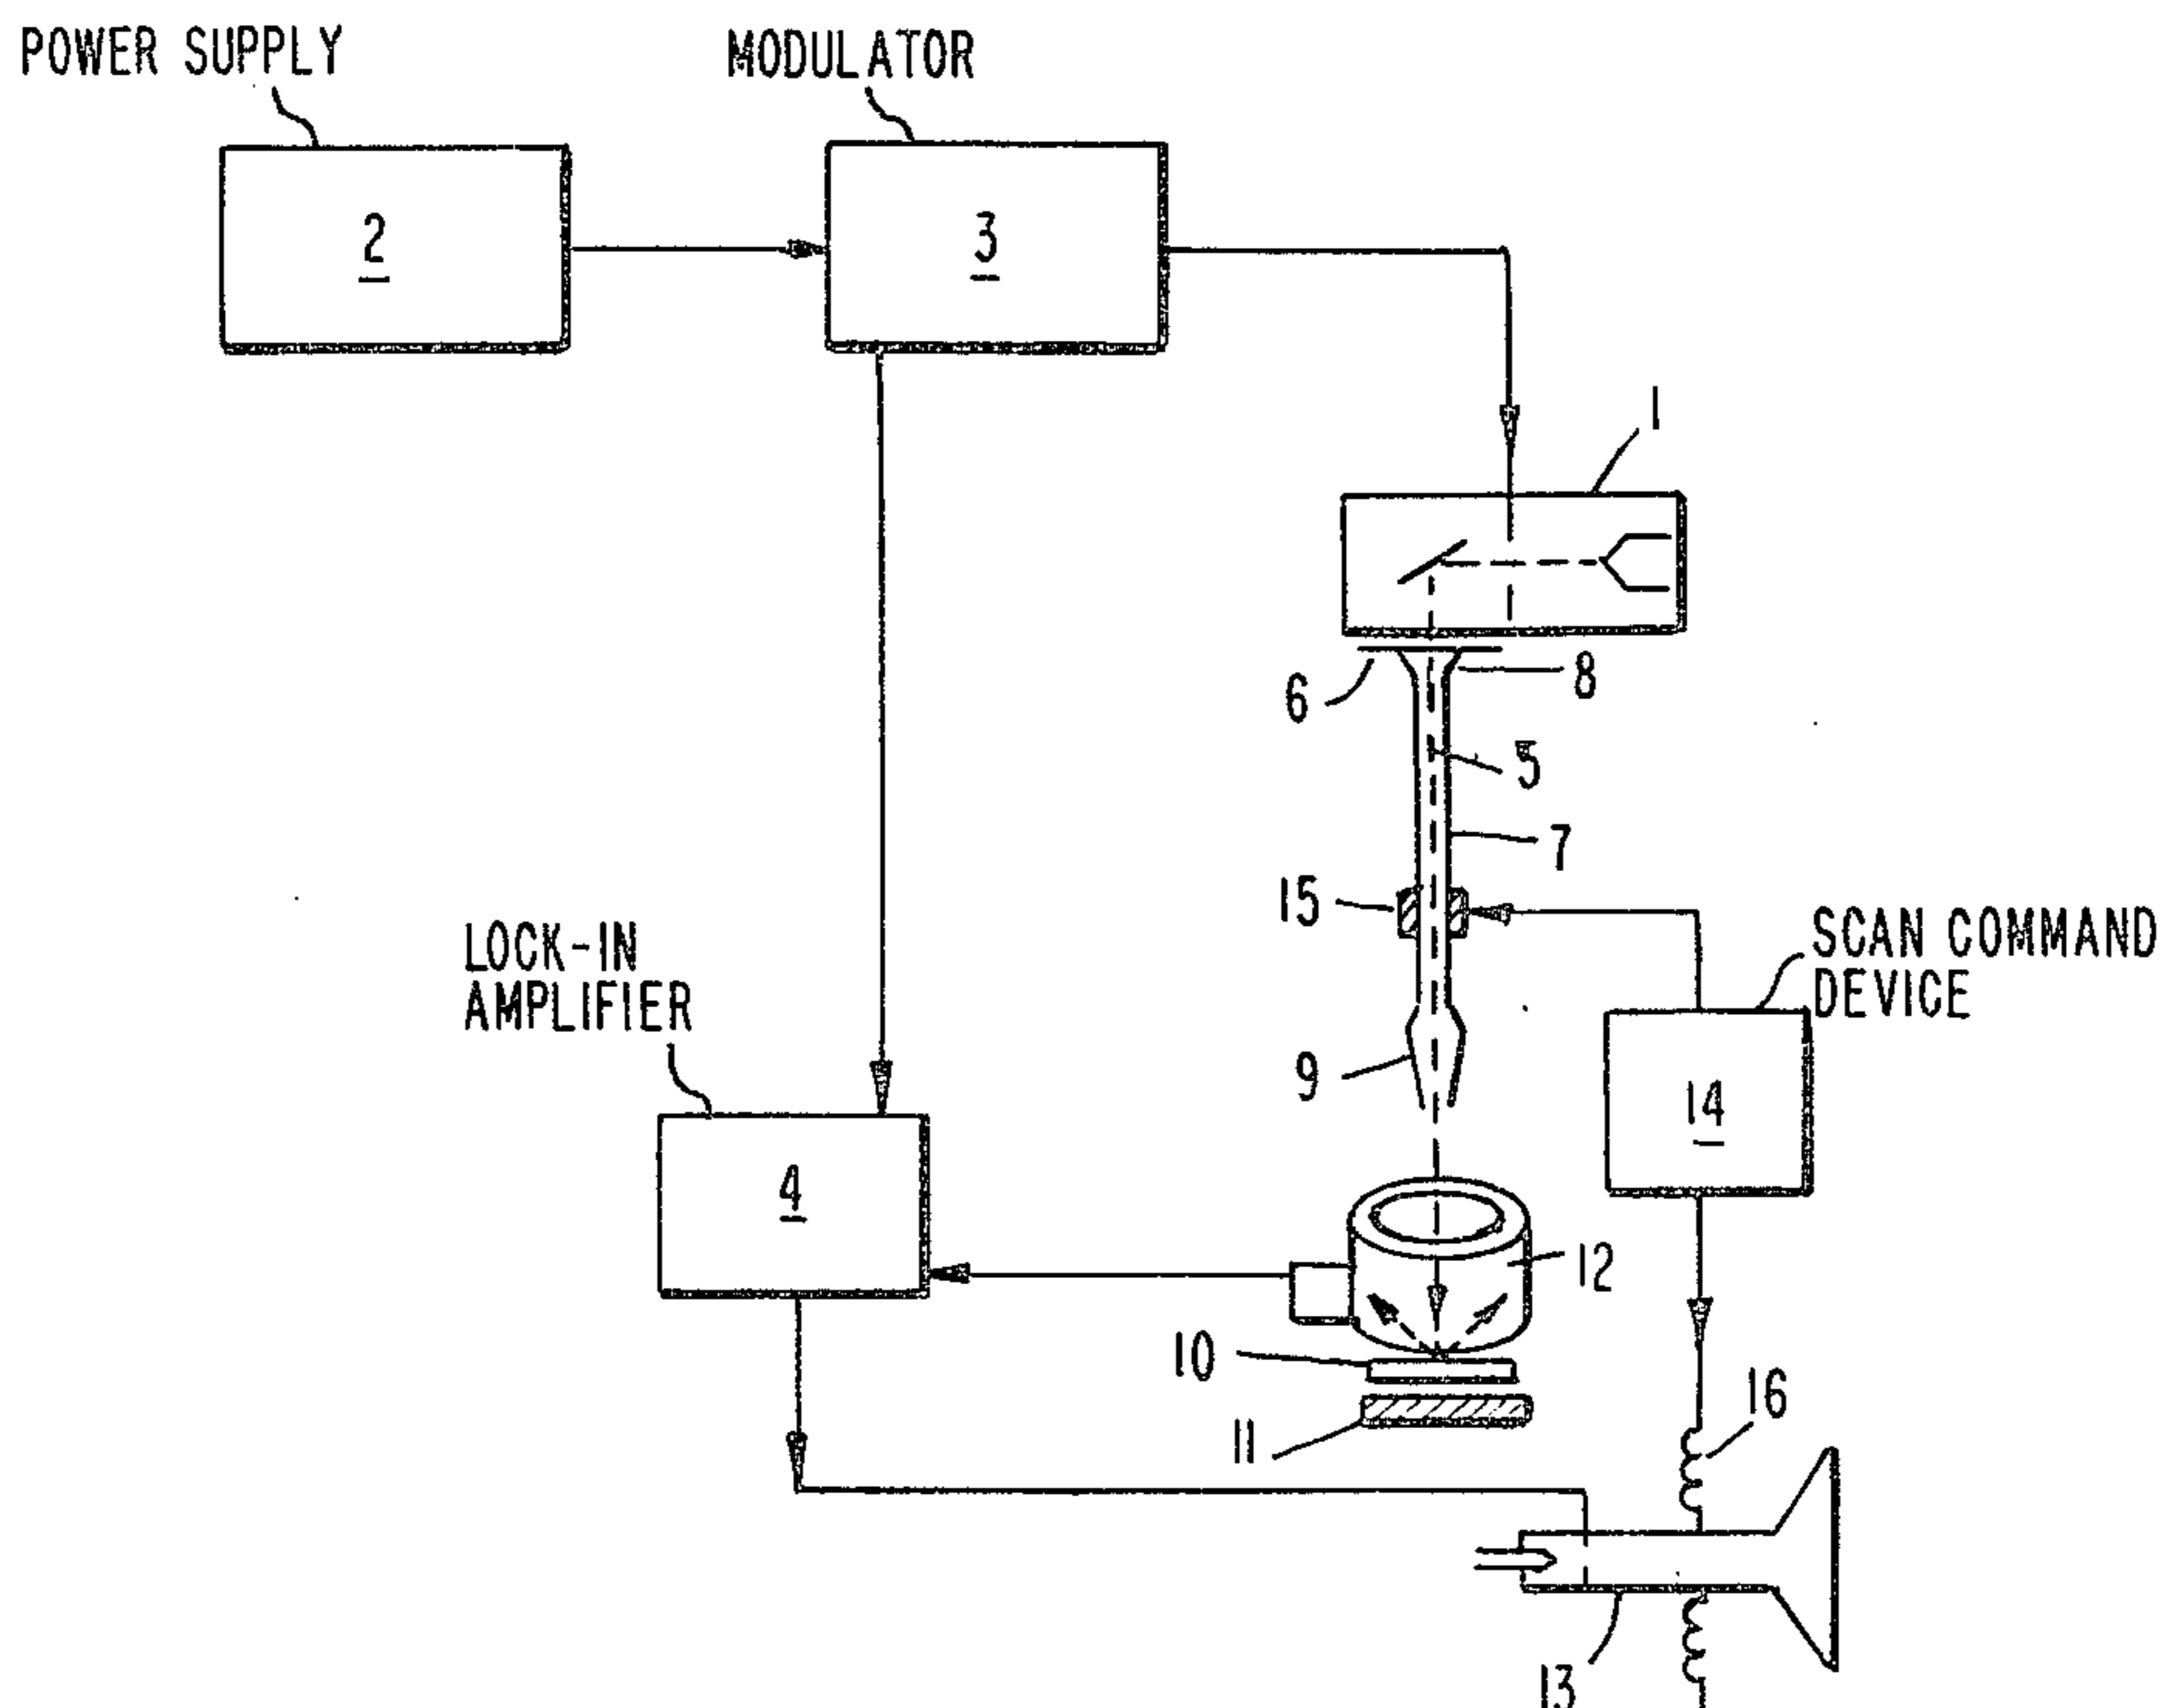 POWER SUPPLY
MODULATOR
2
3
1
6
8
5
7
15
LOCK-IN
AMPLIFIER
SCAN COMMAND
DEVICE
9
14
4
12
10
16
11
13